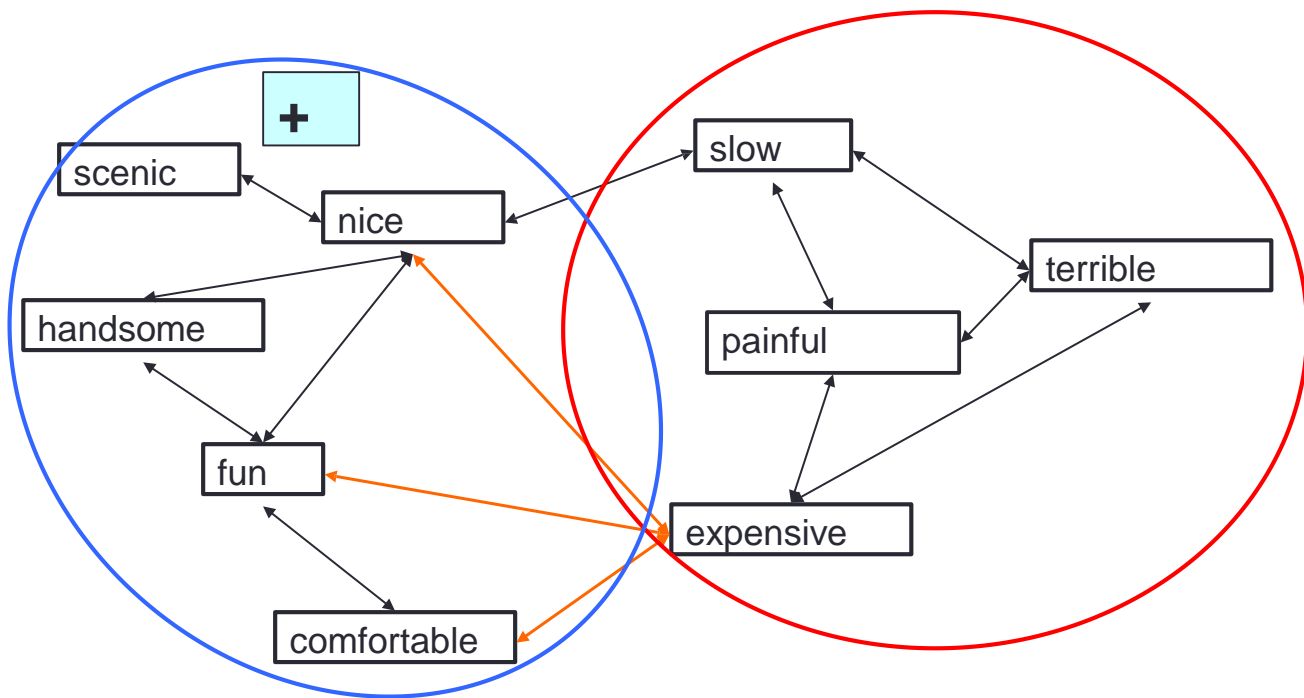 +
scenic
nice
handsome
fun
comfortable
slow
terrible
painful
expensive